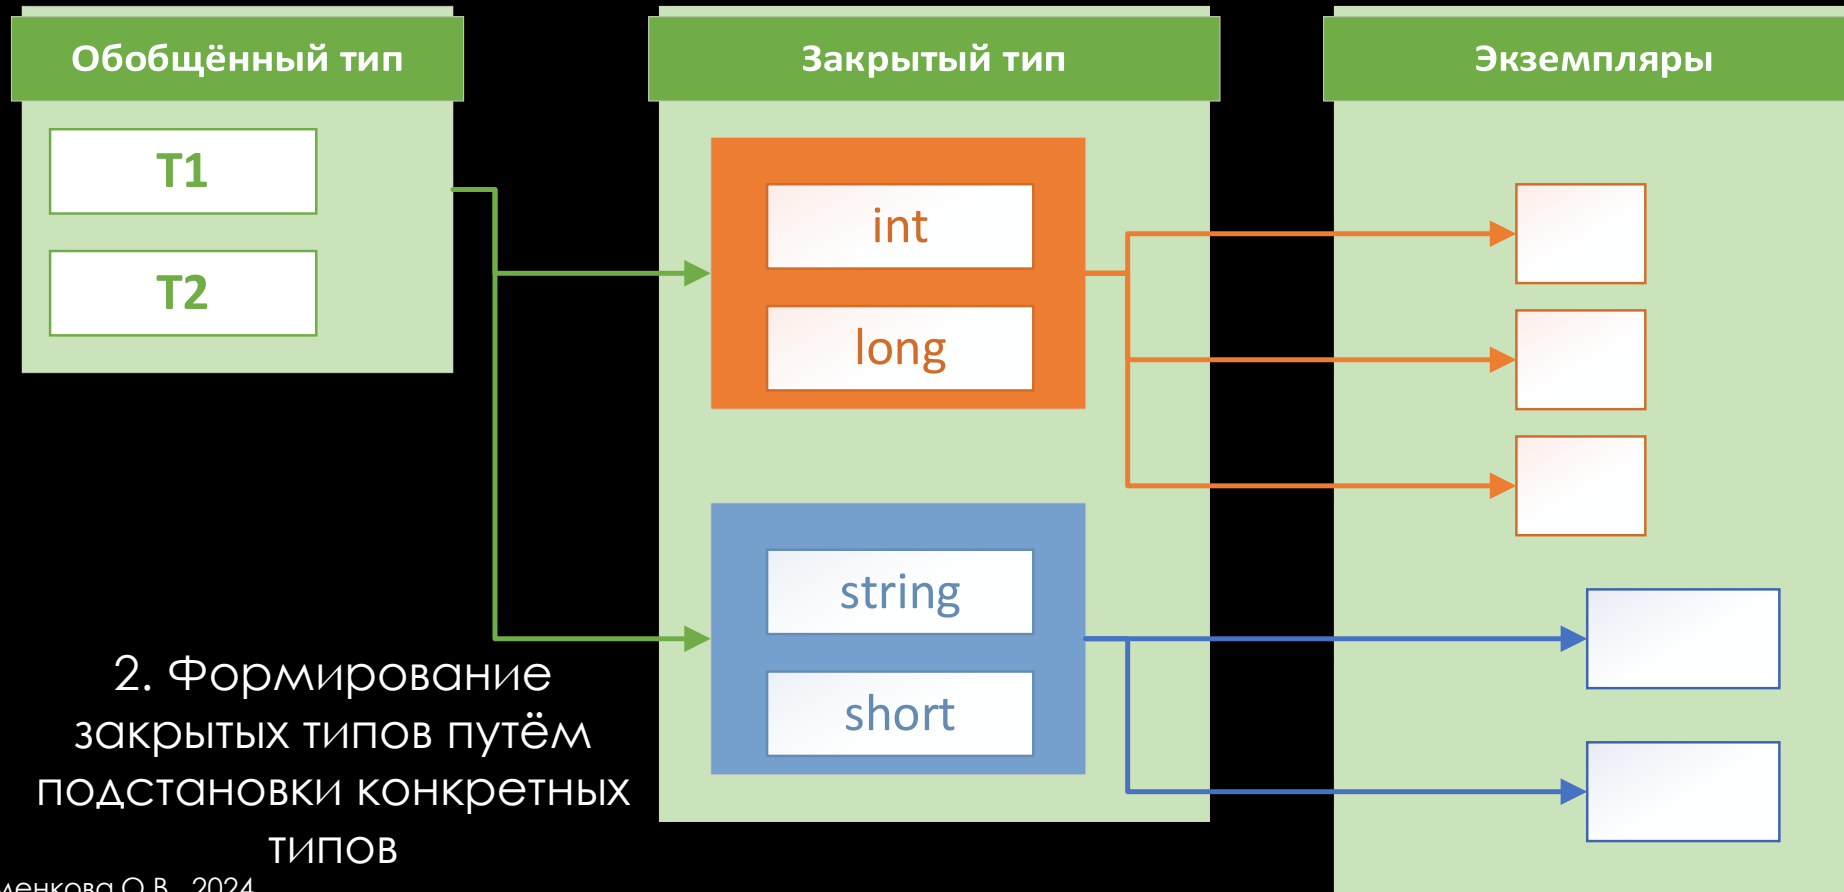 Обобщённый тип
T1
T2
Закрытый тип
int
long
string
short
Экземпляры
2. Формирование
закрытых типов путём
подстановки конкретных
типов
О.В., 2024